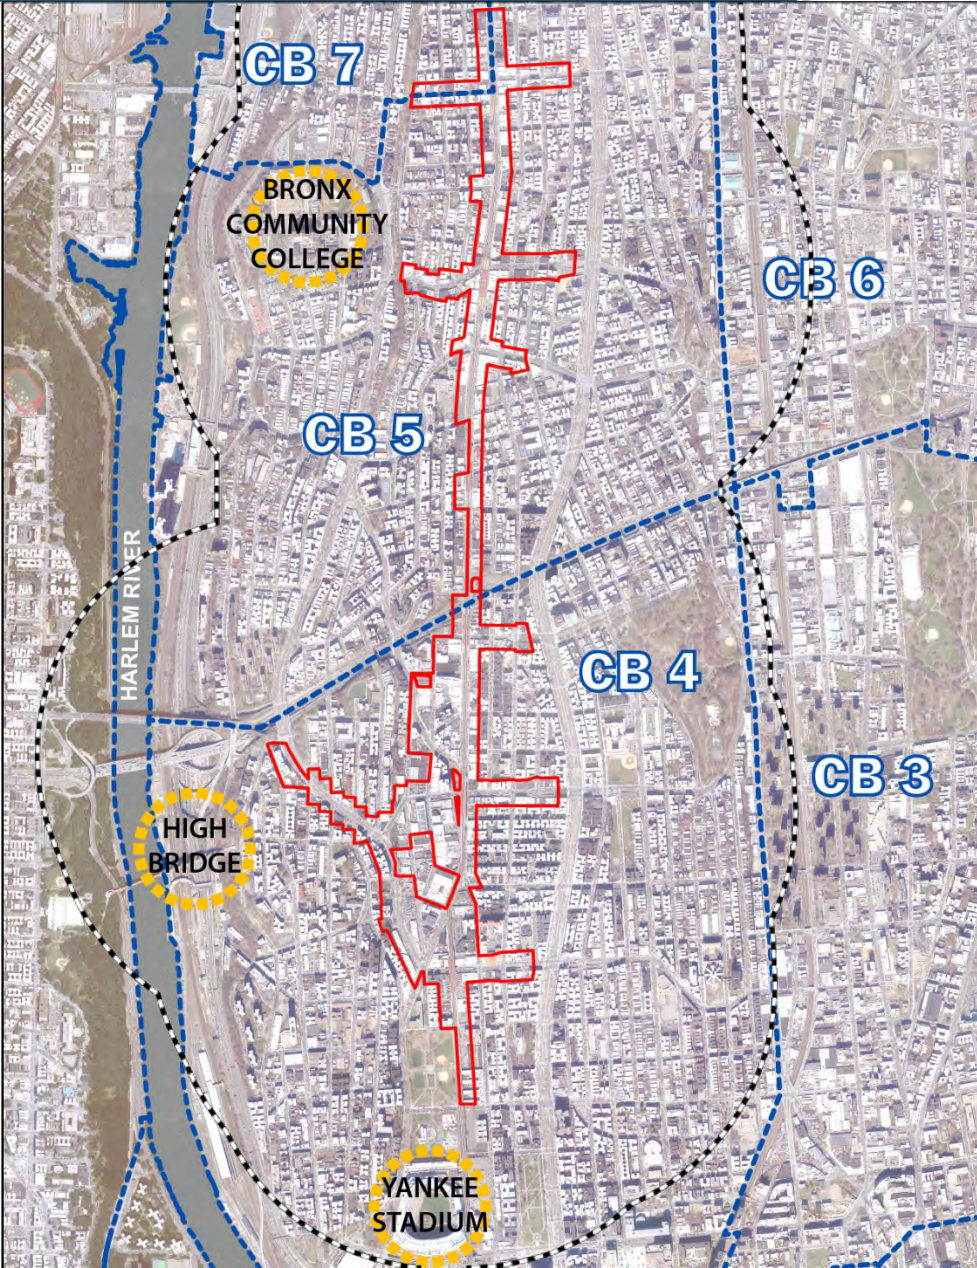 CB 7
BRONX
COMMUNITY
COLLEGE
CB 6
CB 5
HARLEM RIVER
CB 4
CB 3
HIGH
BRIDGE
YANKEE
STADIUM